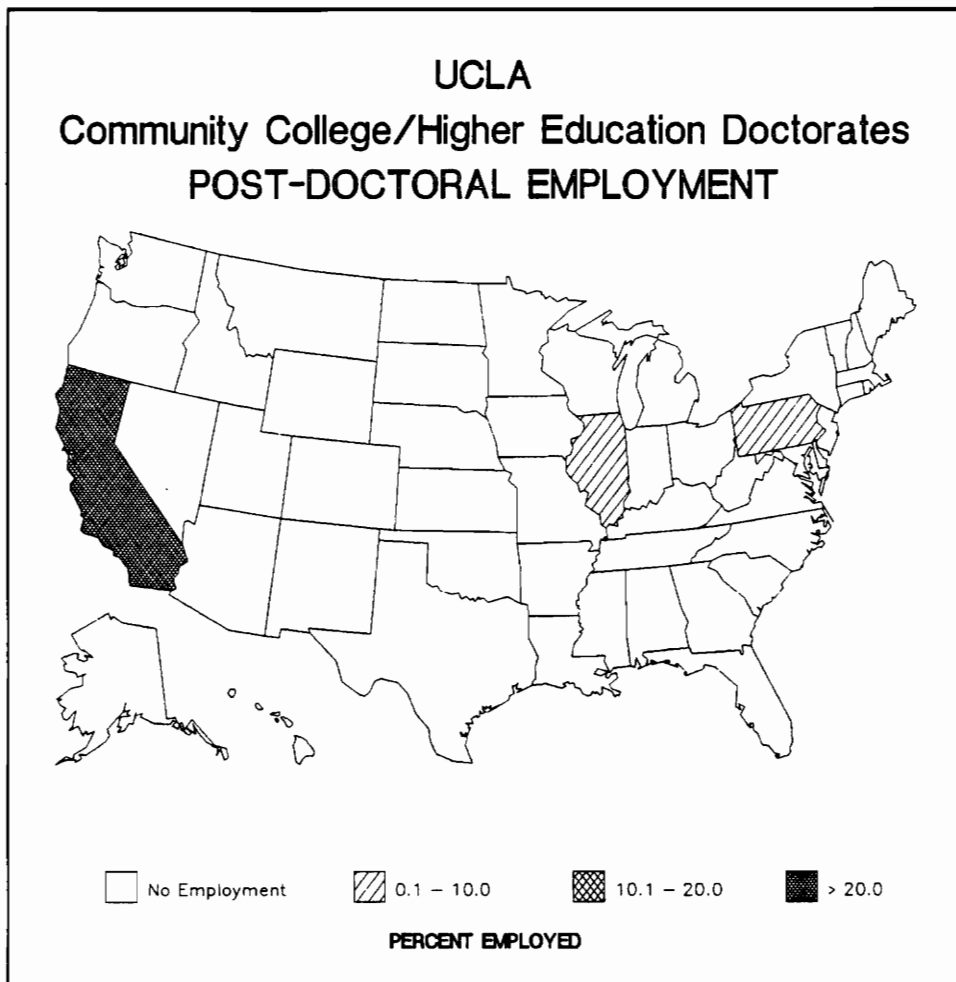 UCLA
Community College/Higher Education Doctorates
POST-DOCTORAL EMPLOYMENT
No Employment
0.1 – 10.0
10.1 – 20.0
> 20.0
PERCENT EMPLOYED